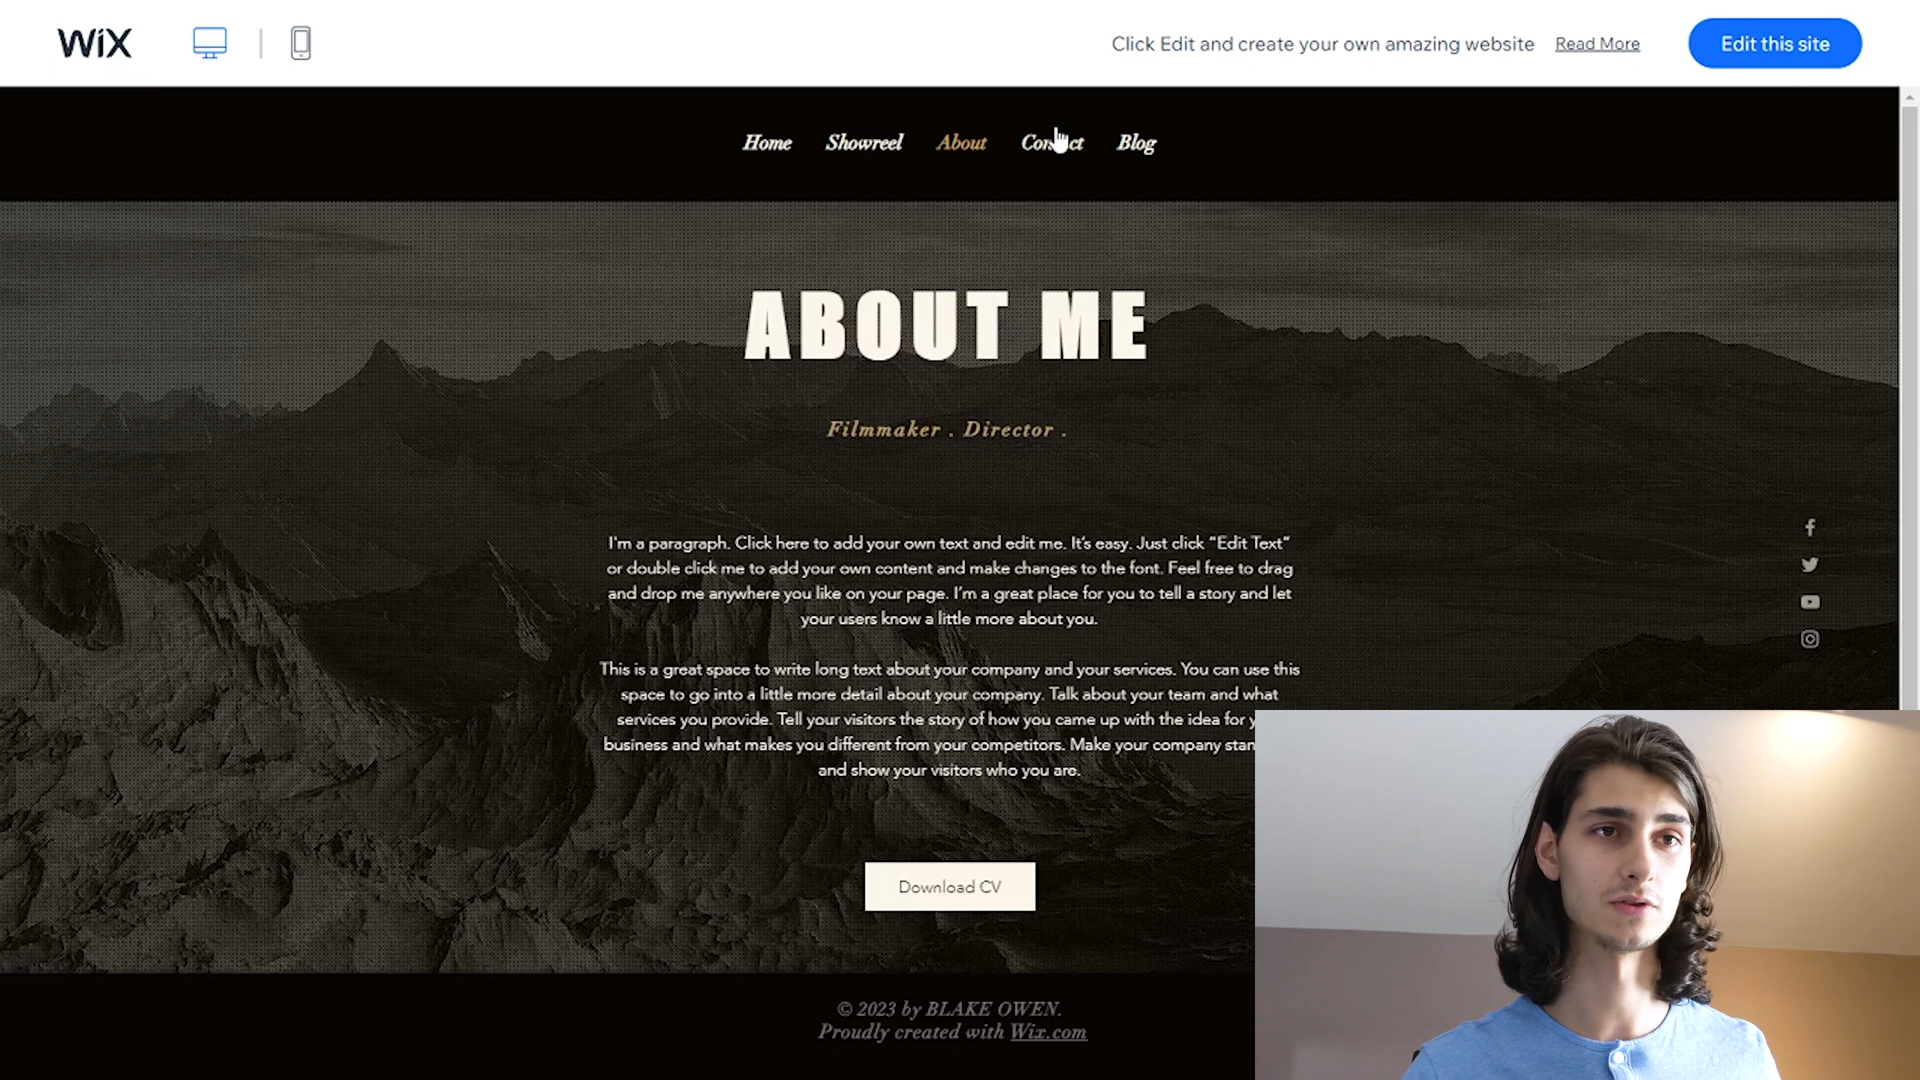 WiX
Click Edit and create your own amazing website Read More
Edit this site
Home Showreel About Contact Blog
ABOUT ME
Filmmaker . Director .
I'm a paragraph. Click here to add your own text and edit me. It's easy. Just click “Edit Text”
or double click me to add your own content and make changes to the font. Feel free to drag
and drop me anywhere you like on your page. I'm a great place for you to tell a story and let
your users know a little more about you.
This is a great space to write long text about your company and your services. You can use this
space to go into a little more detail about your company. Talk about your team and what
services you provide. Tell your visitors the story of how you came up with the idea for
business and what makes you different from your competitors. Make your company
and show your visitors who you are.
Download CV
© 2023 by BLAKE OWEN.
Proudly created with Wix.com